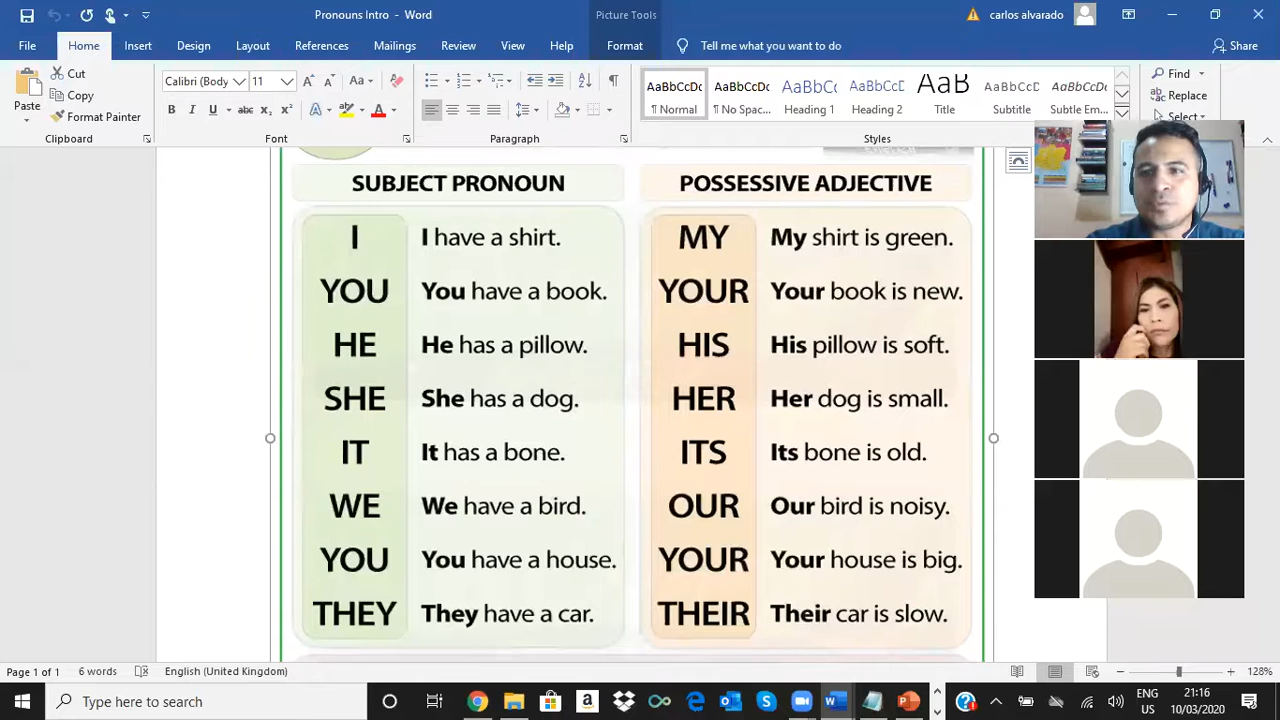 Pronouns Intro - Word
Picture Tools
carlos alvarado
File Home Insert Design Layout References Mailings Review View Help Format Tell me what you want to do Share
Paste
Cut
Copy
Format Painter
Clipboard
Calibri (Body 11
Font
Paragraph
AaBbCcDc AaBbCcDc AaBbCc AaBbCcD AaB AaBbCcD AaBbCcD
¶ Normal ¶ No Spac... Heading 1 Heading 2 Title Subtitle Subtle Em...
Styles
Find
Replace
Select
SUBJECT PRONOUN POSSESSIVE ADJECTIVE
I I have a shirt. MY My shirt is green.
YOU You have a book. YOUR Your book is new.
HE He has a pillow. HIS His pillow is soft.
SHE She has a dog. HER Her dog is small.
IT It has a bone. ITS Its bone is old.
WE We have a bird. OUR Our bird is noisy.
YOU You have a house. YOUR Your house is big.
THEY They have a car. THEIR Their car is slow.
Page 1 of 1 6 words English (United Kingdom) 128%
Type here to search
ENG
US
21:16
10/03/2020